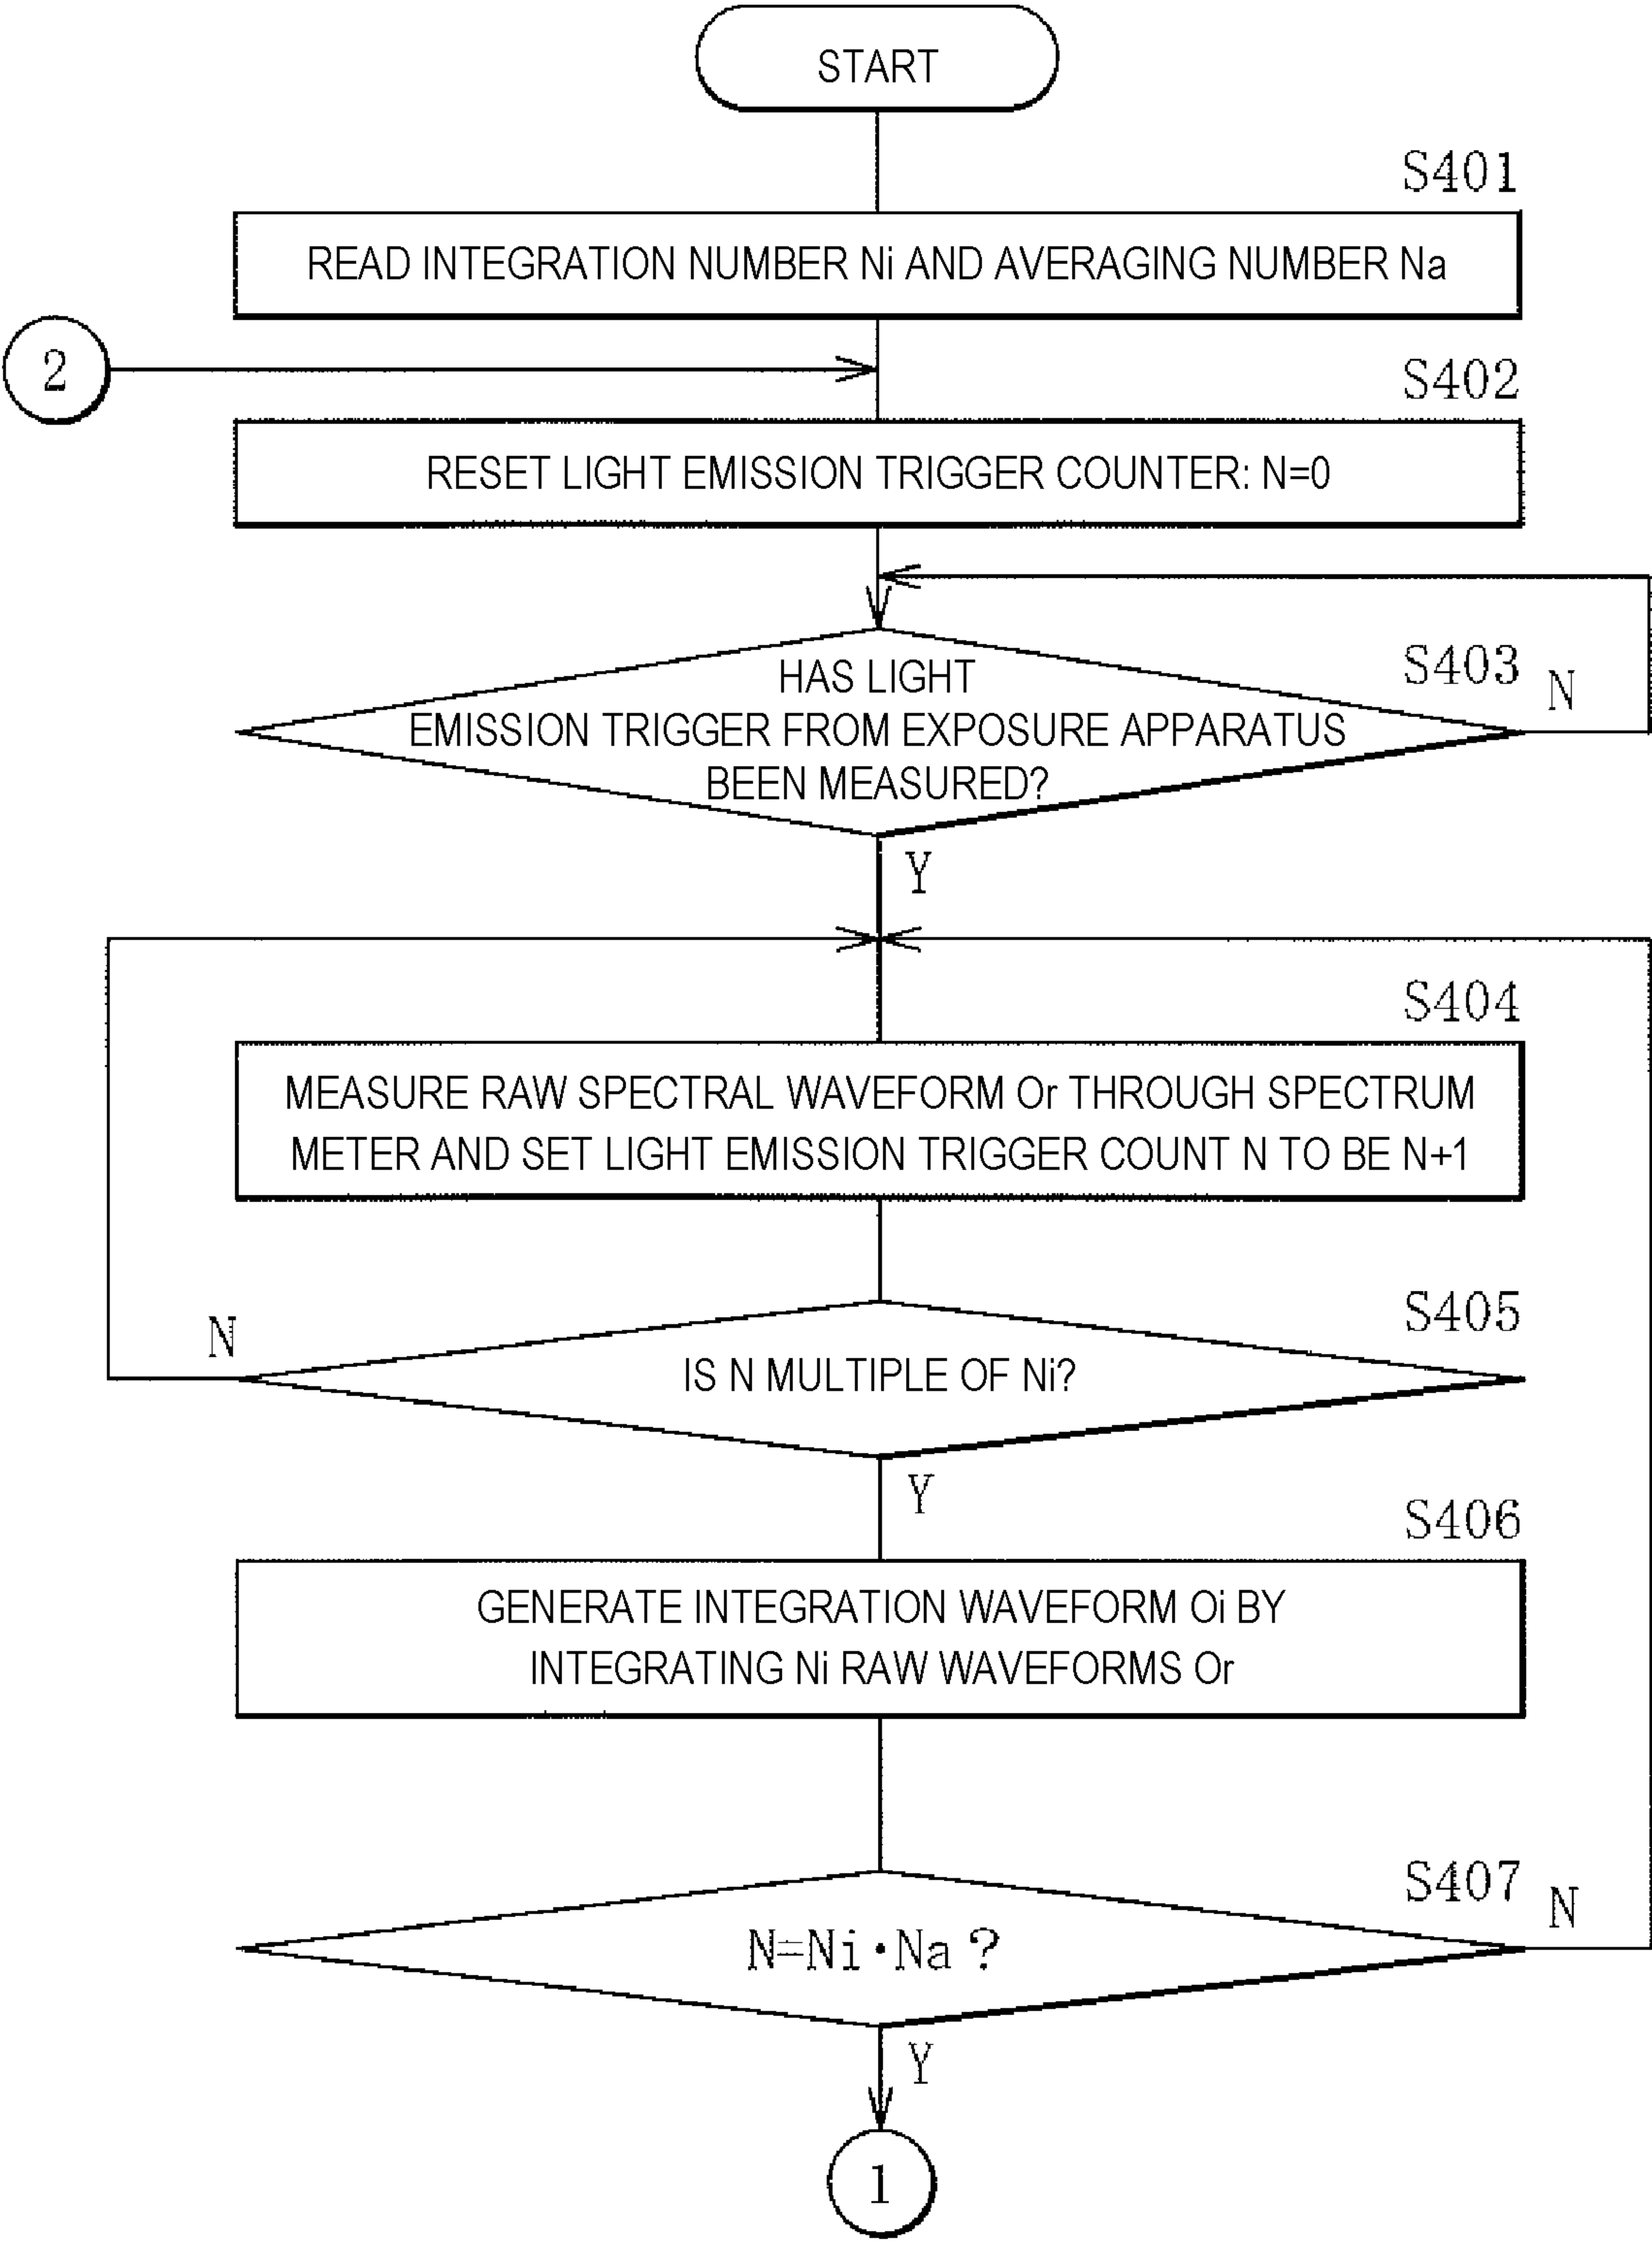 START
S401
READ INTEGRATION NUMBER Ni AND AVERAGING NUMBER Na
2
S402
RESET LIGHT EMISSION TRIGGER COUNTER: N=0
S403
HAS LIGHT
N
EMISSION TRIGGER FROM EXPOSURE APPARATUS
BEEN MEASURED?
Y
S404
MEASURE RAW SPECTRAL WAVEFORM Or THROUGH SPECTRUM
METER AND SET LIGHT EMISSION TRIGGER COUNT N TO BE N+1
S405
N
IS N MULTIPLE OF Ni?
Y
S406
GENERATE INTEGRATION WAVEFORM Oi BY
INTEGRATING Ni RAW WAVEFORMS Or
S407
N
N=Ni·Na?
Y
1